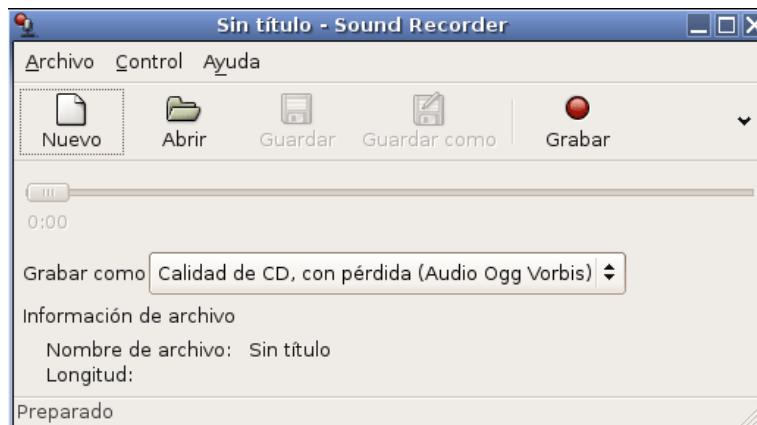 Sin título - Sound Recorder
Archivo Control Ayuda
Nuevo Abrir Guardar Guardar como Grabar
0:00
Grabar como Calidad de CD, con pérdida (Audio Ogg Vorbis)
Información de archivo
Nombre de archivo: Sin título
Longitud:
Preparado